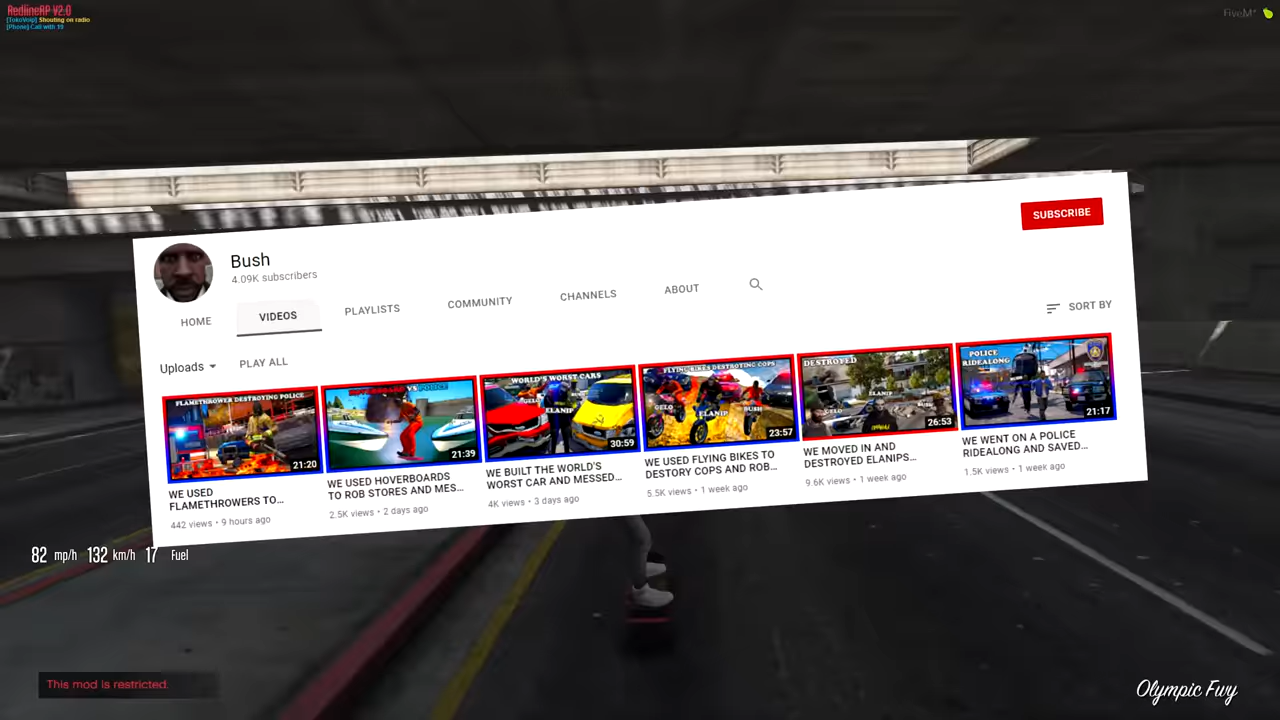 RedlineRP V2.0
[TokoVoip] Shouting on radio
[Phone] Call with 19
FiveM*
SUBSCRIBE
Bush
4.09K subscribers
HOME
VIDEOS
PLAYLISTS
COMMUNITY
CHANNELS
ABOUT
SORT BY
Uploads
PLAY ALL
FLAMETHROWER DESTROYING POLICE
21:20
WE USED
FLAMETHROWERS TO...
442 views • 9 hours ago
HOVERBOARD VS POLICE
21:39
WE USED HOVERBOARDS
TO ROB STORES AND MES...
2.5K views • 2 days ago
WORLD'S WORST CARS
ELANIP
30:59
WE BUILT THE WORLD'S
WORST CAR AND MESSED...
4K views • 3 days ago
FLYING BIKES DESTROYING COPS
GELO
ELANIP
BUSH
23:57
WE USED FLYING BIKES TO
DESTORY COPS AND ROB...
5.5K views • 1 week ago
DESTROYED
GELO
ELANIP
26:53
WE MOVED IN AND
DESTROYED ELANIPS...
9.6K views • 1 week ago
POLICE
RIDEALONG
21:17
WE WENT ON A POLICE
RIDEALONG AND SAVED...
1.5K views • 1 week ago
82 mp/h 132 km/h 17 Fuel
This mod is restricted.
Olympic Fwy